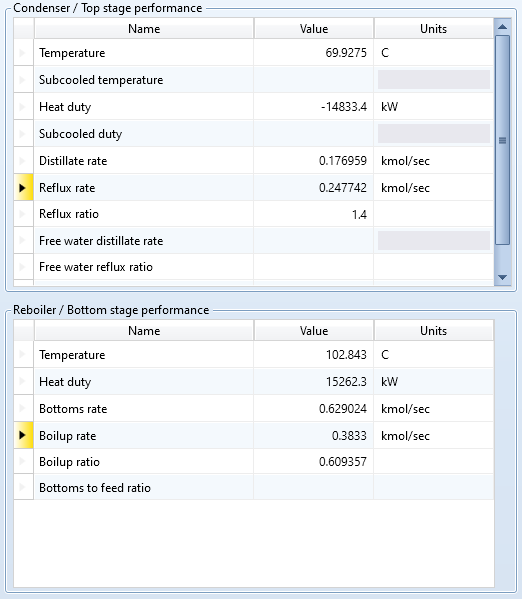 Condenser / Top stage performance
Name Value Units
Temperature 69.9275 C
Subcooled temperature
Heat duty -14833.4 kW
Subcooled duty
Distillate rate 0.176959 kmol/sec
Reflux rate 0.247742 kmol/sec
Reflux ratio 1.4
Free water distillate rate
Free water reflux ratio
Reboiler / Bottom stage performance
Name Value Units
Temperature 102.843 C
Heat duty 15262.3 kW
Bottoms rate 0.629024 kmol/sec
Boilup rate 0.3833 kmol/sec
Boilup ratio 0.609357
Bottoms to feed ratio